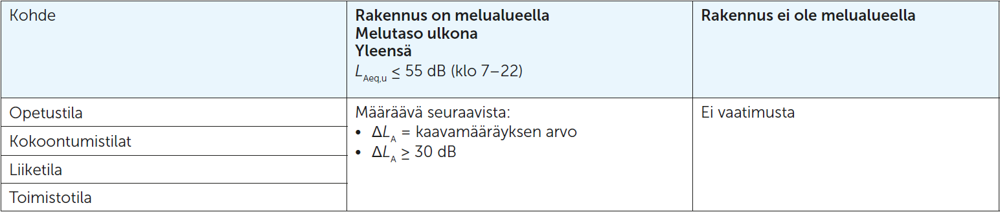 Kohde
Rakennus on melualueella
Melutaso ulkona
Yleensä
LAeq,u ≤ 55 dB (klo 7–22)
Rakennus ei ole melualueella
Opetustila
Kokoontumistilat
Liiketila
Toimistotila
Määräävä seuraavista:
• ΔLA = kaavamääräyksen arvo
• ΔLA ≥ 30 dB
Ei vaatimusta